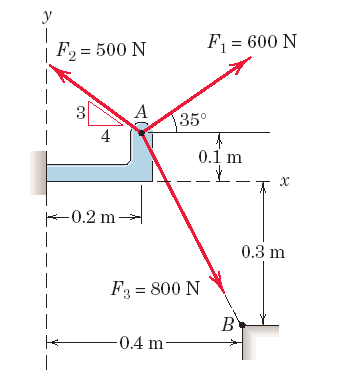 y
F₂ = 500 N
F₁ = 600 N
3
4
A
35°
0.1 m
x
0.2 m
0.3 m
F₃ = 800 N
B
0.4 m